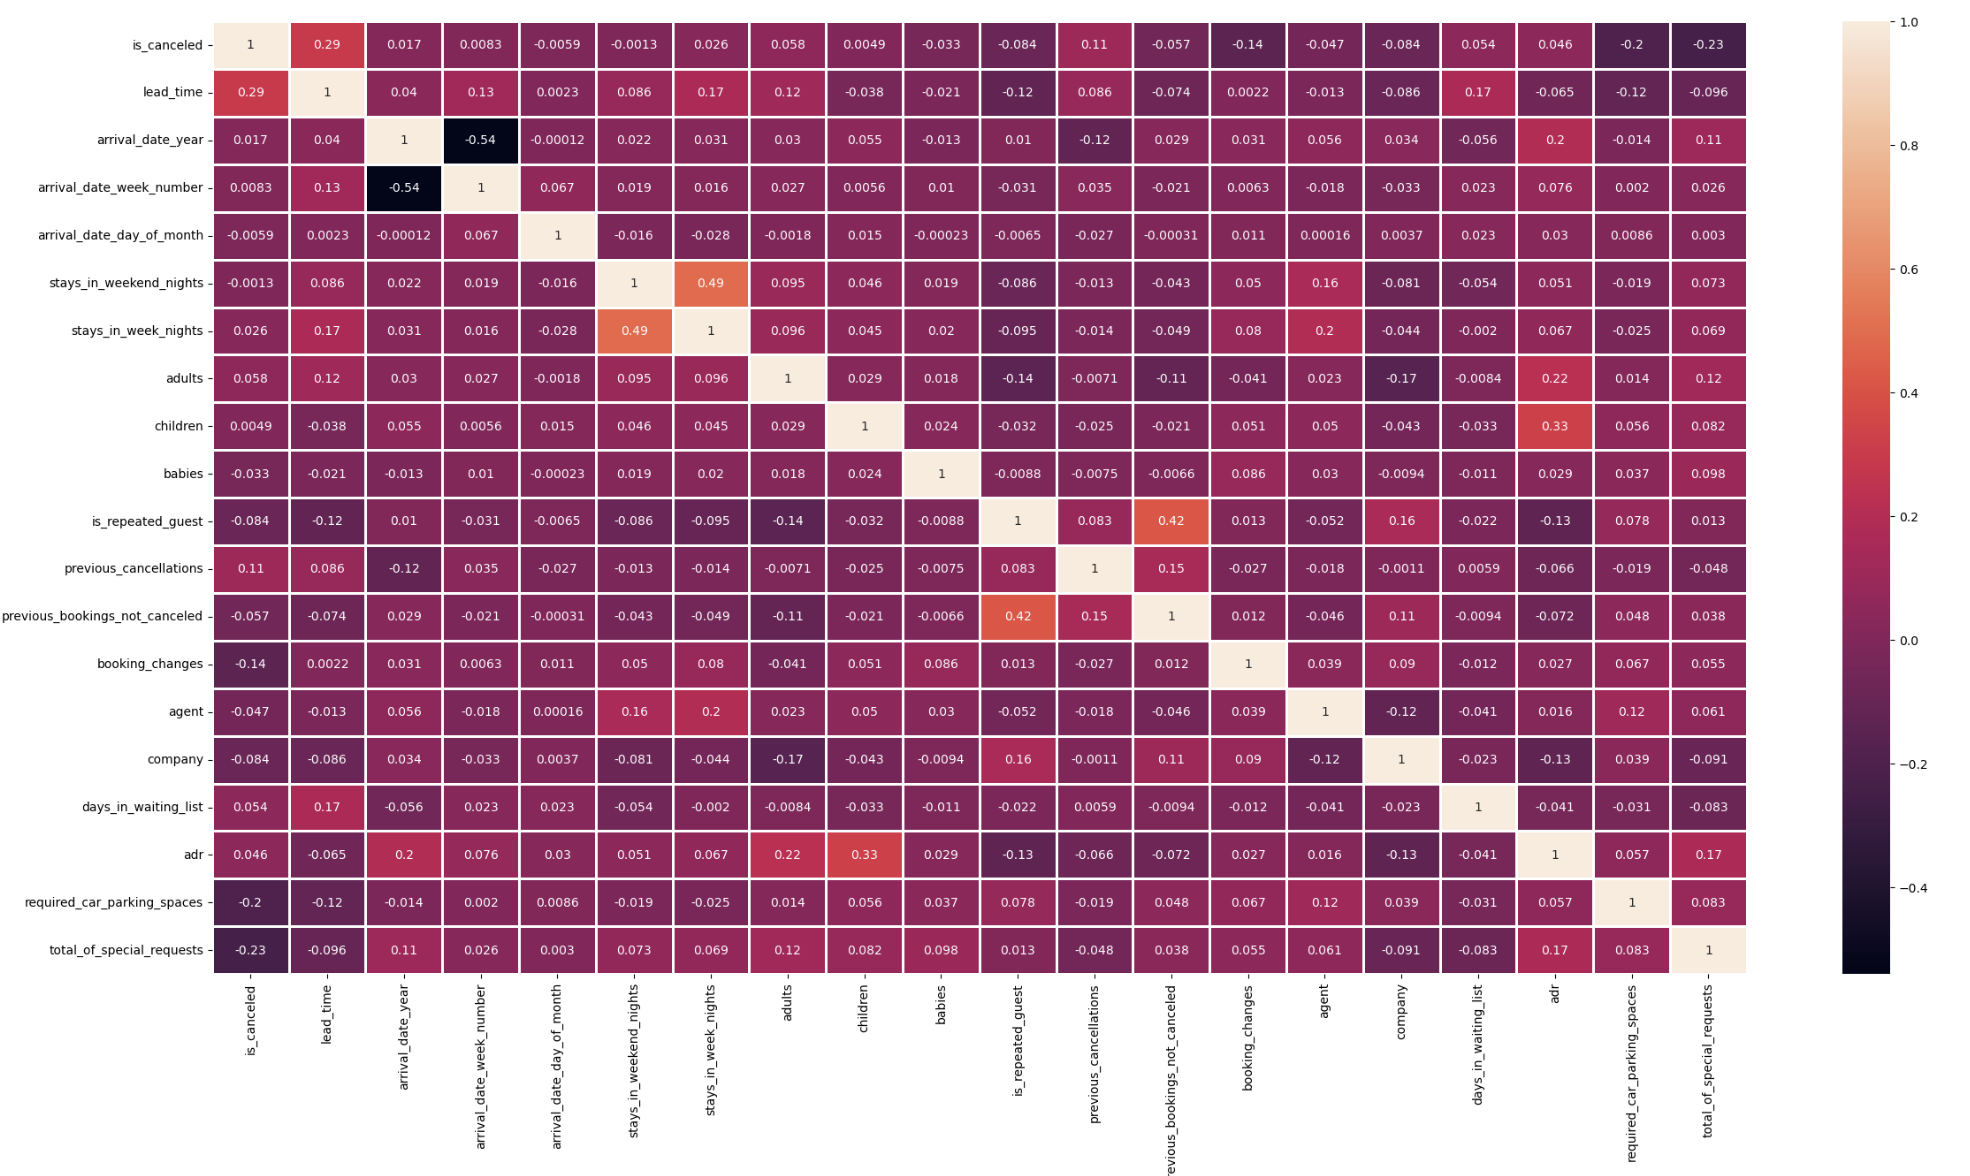 is_canceled 1 0.29 0.017 0.0083 -0.0059 -0.0013 0.026 0.058 0.0049 -0.033 -0.084 0.11 -0.057 -0.14 -0.047 -0.084 0.054 0.046 -0.2 -0.23
lead_time 0.29 1 0.04 0.13 0.0023 0.086 0.17 0.12 -0.038 -0.021 -0.12 0.086 -0.074 0.0022 -0.013 -0.086 0.17 -0.065 -0.12 -0.096
arrival_date_year 0.017 0.04 1 -0.54 -0.00012 0.022 0.031 0.03 0.055 -0.013 0.01 -0.12 0.029 0.031 0.056 0.034 -0.056 0.2 -0.014 0.11
arrival_date_week_number 0.0083 0.13 -0.54 1 0.067 0.019 0.016 0.027 0.0056 0.01 -0.031 0.035 -0.021 0.0063 -0.018 -0.033 0.023 0.076 0.002 0.026
arrival_date_day_of_month -0.0059 0.0023 -0.00012 0.067 1 -0.016 -0.028 -0.0018 0.015 -0.00023 -0.0065 -0.027 -0.00031 0.011 0.00016 0.0037 0.023 0.03 0.0086 0.003
stays_in_weekend_nights -0.0013 0.086 0.022 0.019 -0.016 1 0.49 0.095 0.046 0.019 -0.086 -0.013 -0.043 0.05 0.16 -0.081 -0.054 0.051 -0.019 0.073
stays_in_week_nights 0.026 0.17 0.031 0.016 -0.028 0.49 1 0.096 0.045 0.02 -0.095 -0.014 -0.049 0.08 0.2 -0.044 -0.002 0.067 -0.025 0.069
adults 0.058 0.12 0.03 0.027 -0.0018 0.095 0.096 1 0.029 0.018 -0.14 -0.0071 -0.11 -0.041 0.023 -0.17 -0.0084 0.22 0.014 0.12
children 0.0049 -0.038 0.055 0.0056 0.015 0.046 0.045 0.029 1 0.024 -0.032 -0.025 -0.021 0.051 0.05 -0.043 -0.033 0.33 0.056 0.082
babies -0.033 -0.021 -0.013 0.01 -0.00023 0.019 0.02 0.018 0.024 1 -0.0088 -0.0075 -0.0066 0.086 0.03 -0.0094 -0.011 0.029 0.037 0.098
is_repeated_guest -0.084 -0.12 0.01 -0.031 -0.0065 -0.086 -0.095 -0.14 -0.032 -0.0088 1 0.083 0.42 0.013 -0.052 0.16 -0.022 -0.13 0.078 0.013
previous_cancellations 0.11 0.086 -0.12 0.035 -0.027 -0.013 -0.014 -0.0071 -0.025 -0.0075 0.083 1 0.15 -0.027 -0.018 -0.0011 0.0059 -0.066 -0.019 -0.048
previous_bookings_not_canceled -0.057 -0.074 0.029 -0.021 -0.00031 -0.043 -0.049 -0.11 -0.021 -0.0066 0.42 0.15 1 0.012 -0.046 0.11 -0.0094 -0.072 0.048 0.038
booking_changes -0.14 0.0022 0.031 0.0063 0.011 0.05 0.08 -0.041 0.051 0.086 0.013 -0.027 0.012 1 0.039 0.09 -0.012 0.027 0.067 0.055
agent -0.047 -0.013 0.056 -0.018 0.00016 0.16 0.2 0.023 0.05 0.03 -0.052 -0.018 -0.046 0.039 1 -0.12 -0.041 0.016 0.12 0.061
company -0.084 -0.086 0.034 -0.033 0.0037 -0.081 -0.044 -0.17 -0.043 -0.0094 0.16 -0.0011 0.11 0.09 -0.12 1 -0.023 -0.13 0.039 -0.091
days_in_waiting_list 0.054 0.17 -0.056 0.023 0.023 -0.054 -0.002 -0.0084 -0.033 -0.011 -0.022 0.0059 -0.0094 -0.012 -0.041 -0.023 1 -0.041 -0.031 -0.083
adr 0.046 -0.065 0.2 0.076 0.03 0.051 0.067 0.22 0.33 0.029 -0.13 -0.066 -0.072 0.027 0.016 -0.13 -0.041 1 0.057 0.17
required_car_parking_spaces -0.2 -0.12 -0.014 0.002 0.0086 -0.019 -0.025 0.014 0.056 0.037 0.078 -0.019 0.048 0.067 0.12 0.039 -0.031 0.057 1 0.083
total_of_special_requests -0.23 -0.096 0.11 0.026 0.003 0.073 0.069 0.12 0.082 0.098 0.013 -0.048 0.038 0.055 0.061 -0.091 -0.083 0.17 0.083 1
is_canceled
lead_time
arrival_date_year
arrival_date_week_number
arrival_date_day_of_month
stays_in_weekend_nights
stays_in_week_nights
adults
children
babies
is_repeated_guest
previous_cancellations
evious_bookings_not_canceled
booking_changes
agent
company
days_in_waiting_list
adr
required_car_parking_spaces
total_of_special_requests
1.0
0.8
0.6
0.4
0.2
0.0
−0.2
−0.4